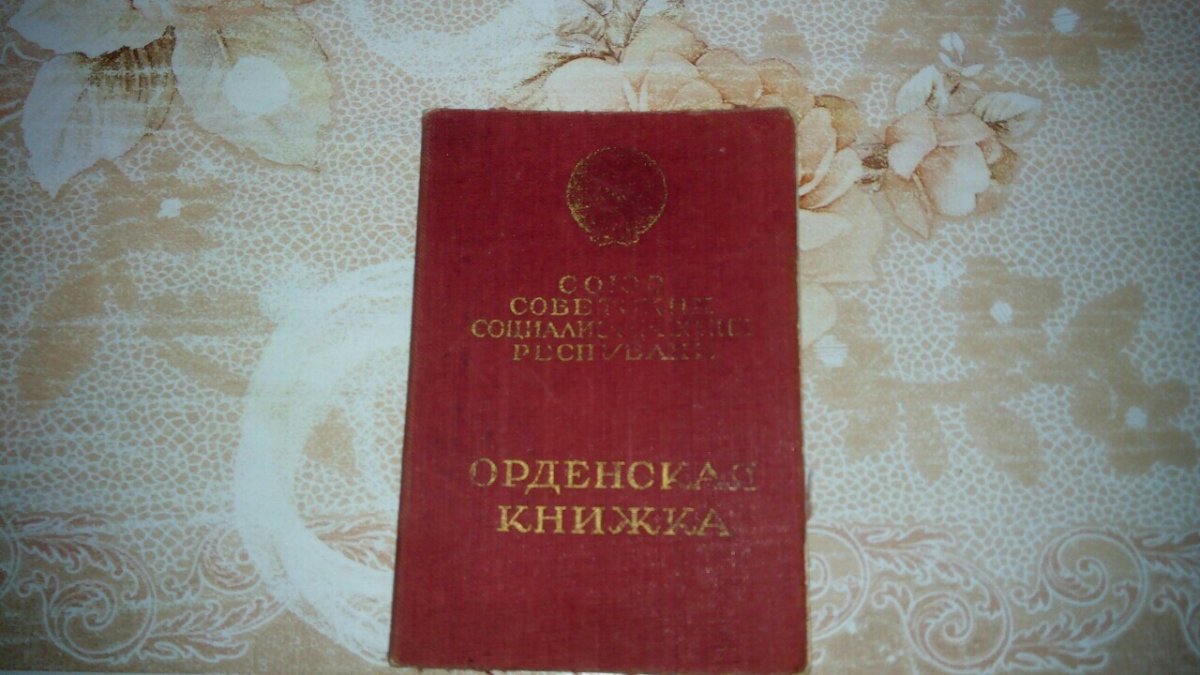 СОЮЗ
СОВЕТСКИХ
СОЦИАЛИСТИЧЕСКИХ
РЕСПУБЛИК
ОРДЕНСКАЯ
КНИЖКА